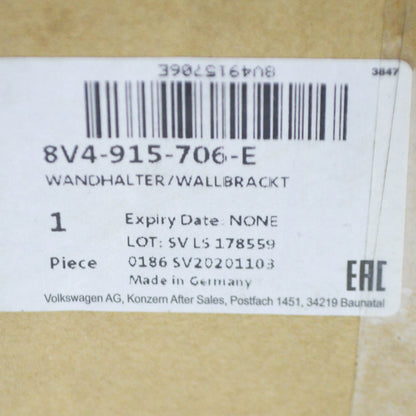 8V4915706E
3847
8V4-915-706-E
WANDHALTER/WALLBRACKT
1 Expiry Date: NONE
LOT: SV LS 178559
Piece 0186 SV20201103
Made in Germany
EAC
Volkswagen AG, Konzern After Sales, Postfach 1451, 34219 Baunatal